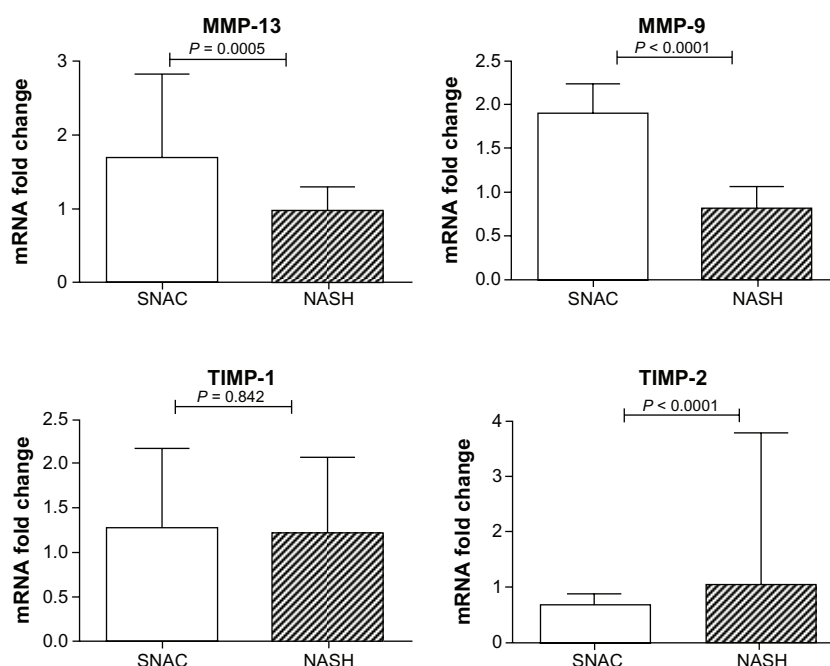 MMP-13
P = 0.0005
mRNA fold change
3
2
1
0
SNAC NASH
MMP-9
P < 0.0001
mRNA fold change
2.5
2.0
1.5
1.0
0.5
0.0
SNAC NASH
TIMP-1
P = 0.842
mRNA fold change
2.5
2.0
1.5
1.0
0.5
0.0
SNAC NASH
TIMP-2
P < 0.0001
mRNA fold change
4
3
2
1
0
SNAC NASH